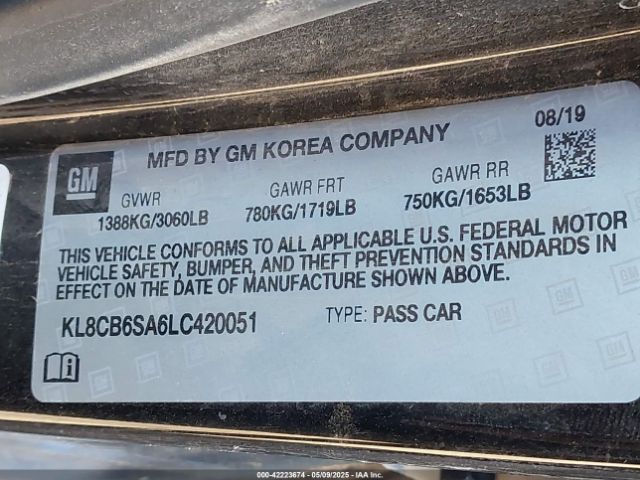 08/19
MFD BY GM KOREA COMPANY
GM
GVWR GAWR FRT GAWR RR
1388KG/3060LB 780KG/1719LB 750KG/1653LB
THIS VEHICLE CONFORMS TO ALL APPLICABLE U.S. FEDERAL MOTOR
VEHICLE SAFETY, BUMPER, AND THEFT PREVENTION STANDARDS IN
EFFECT ON THE DATE OF MANUFACTURE SHOWN ABOVE.
KL8CB6SA6LC420051 TYPE: PASS CAR
000-42223674 - 05/09/2025 - IAA Inc.